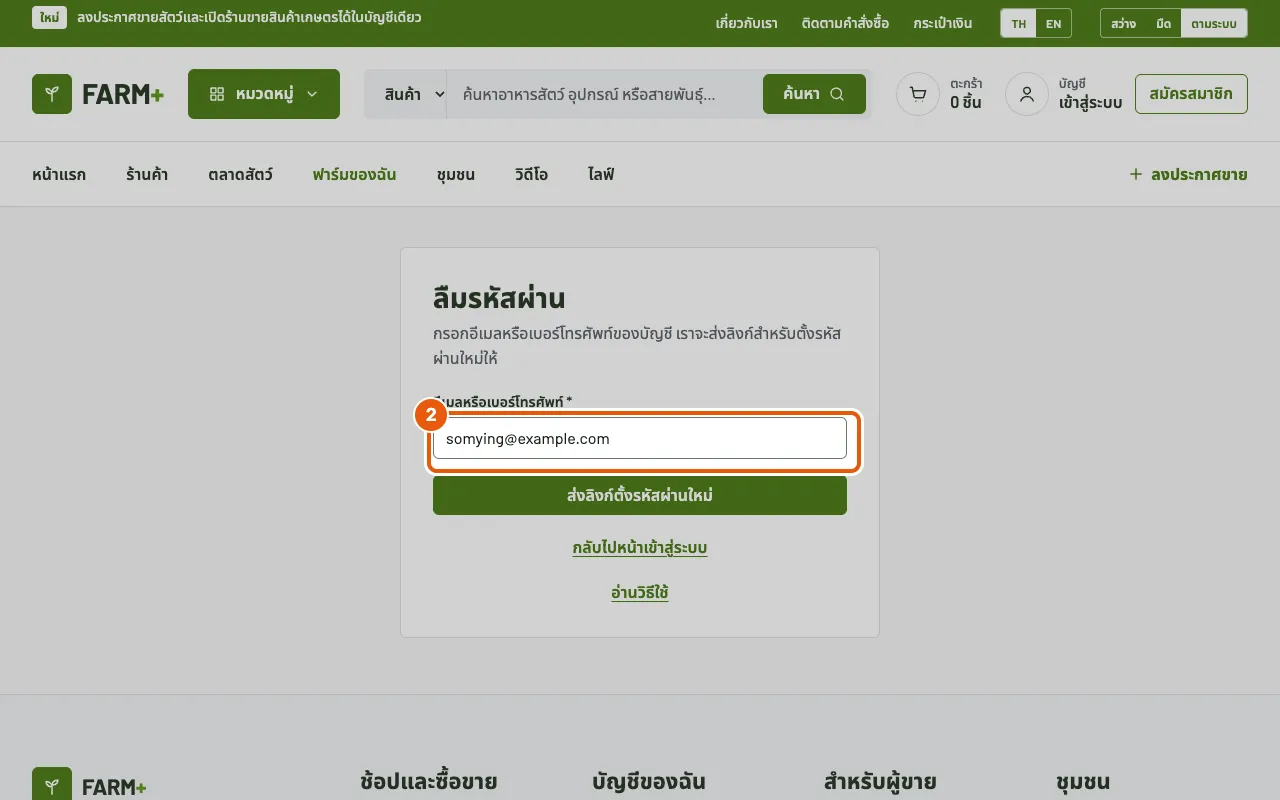 ใหม่ ลงประกาศขายสัตว์และเปิดร้านขายสินค้าเกษตรได้ในบัญชีเดียว เกี่ยวกับเรา ติดตามคำสั่งซื้อ กระเป๋าเงิน TH EN สว่าง มืด ตามระบบ
FARM+ หมวดหมู่ สินค้า ค้นหาอาหารสัตว์ อุปกรณ์ หรือสายพันธุ์... ค้นหา
ตะกร้า
0 ชิ้น
บัญชี
เข้าสู่ระบบ
สมัครสมาชิก
หน้าแรก ร้านค้า ตลาดสัตว์ ฟาร์มของฉัน ชุมชน วิดีโอ ไลฟ์ + ลงประกาศขาย
ลืมรหัสผ่าน
กรอกอีเมลหรือเบอร์โทรศัพท์ของบัญชี เราจะส่งลิงก์สำหรับตั้งรหัส
ผ่านใหม่ให้
อีเมลหรือเบอร์โทรศัพท์ *
2
somying@example.com
ส่งลิงก์ตั้งรหัสผ่านใหม่
กลับไปหน้าเข้าสู่ระบบ
อ่านวิธีใช้
FARM+ ช้อปและซื้อขาย บัญชีของฉัน สำหรับผู้ขาย ชุมชน